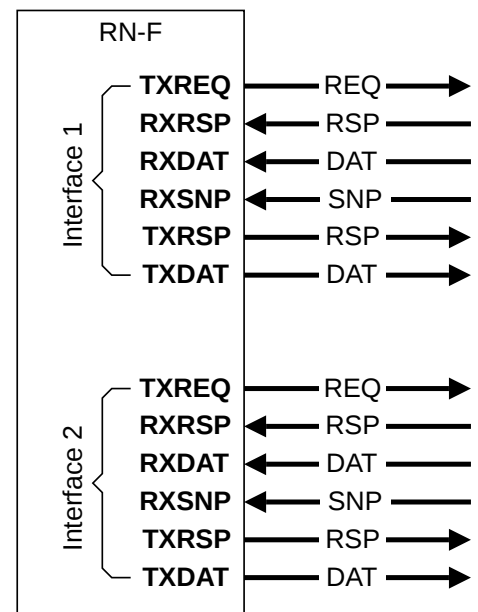 RN-F
Interface 1
TXREQ REQ
RXRSP RSP
RXDAT DAT
RXSNP SNP
TXRSP RSP
TXDAT DAT
Interface 2
TXREQ REQ
RXRSP RSP
RXDAT DAT
RXSNP SNP
TXRSP RSP
TXDAT DAT